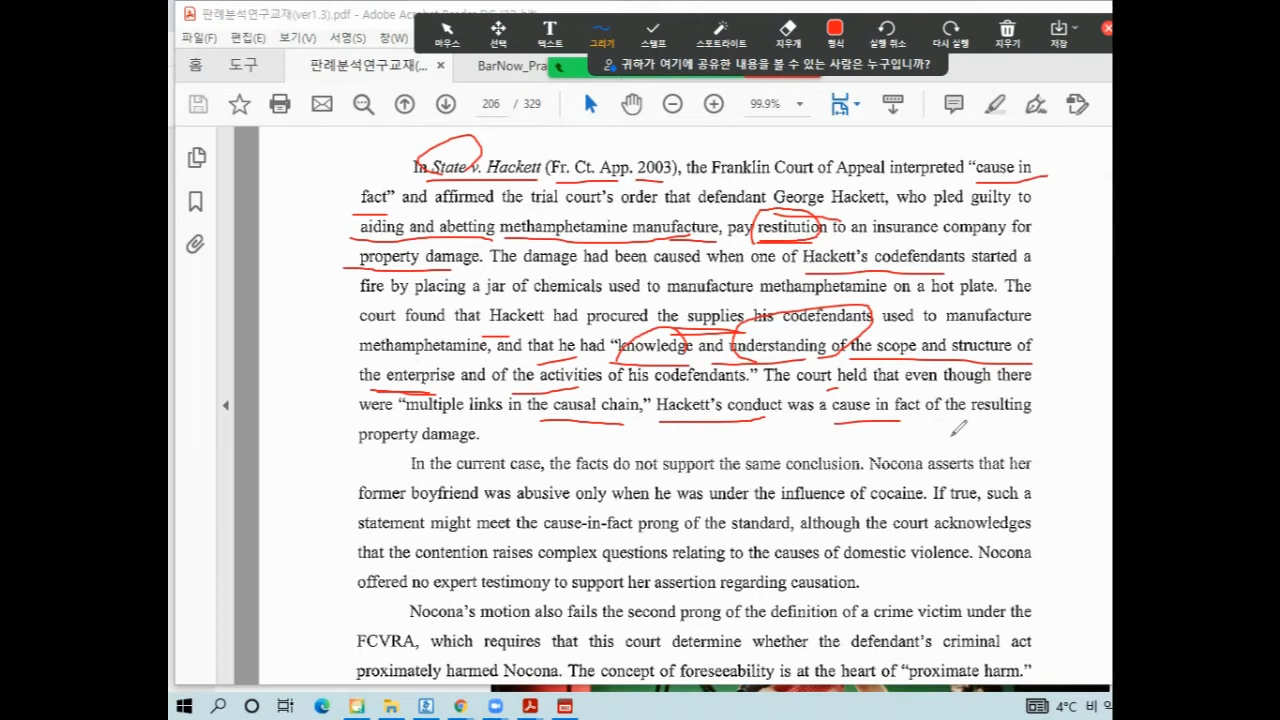 판례분석연구교재(ver1.3).pdf - Adobe Acrobat Reader DC (32-bit)
파일(F) 편집(E) 보기(V) 서명(S) 창(W)
마우스 선택 텍스트 그리기 스탬프 스포트라이트 지우개 형식 실행 취소 다시 실행 지우기 저장
홈 도구 판례분석연구교재(... × BarNow_Pra
귀하가 여기에 공유한 내용을 볼 수 있는 사람은 누구입니까?
206 / 329 99.9%
In State v. Hackett (Fr. Ct. App. 2003), the Franklin Court of Appeal interpreted “cause in
fact” and affirmed the trial court’s order that defendant George Hackett, who pled guilty to
aiding and abetting methamphetamine manufacture, pay restitution to an insurance company for
property damage. The damage had been caused when one of Hackett’s codefendants started a
fire by placing a jar of chemicals used to manufacture methamphetamine on a hot plate. The
court found that Hackett had procured the supplies his codefendants used to manufacture
methamphetamine, and that he had “knowledge and understanding of the scope and structure of
the enterprise and of the activities of his codefendants.” The court held that even though there
were “multiple links in the causal chain,” Hackett’s conduct was a cause in fact of the resulting
property damage.
In the current case, the facts do not support the same conclusion. Nocona asserts that her
former boyfriend was abusive only when he was under the influence of cocaine. If true, such a
statement might meet the cause-in-fact prong of the standard, although the court acknowledges
that the contention raises complex questions relating to the causes of domestic violence. Nocona
offered no expert testimony to support her assertion regarding causation.
Nocona’s motion also fails the second prong of the definition of a crime victim under the
FCVRA, which requires that this court determine whether the defendant’s criminal act
proximately harmed Nocona. The concept of foreseeability is at the heart of “proximate harm.”
4°C 비